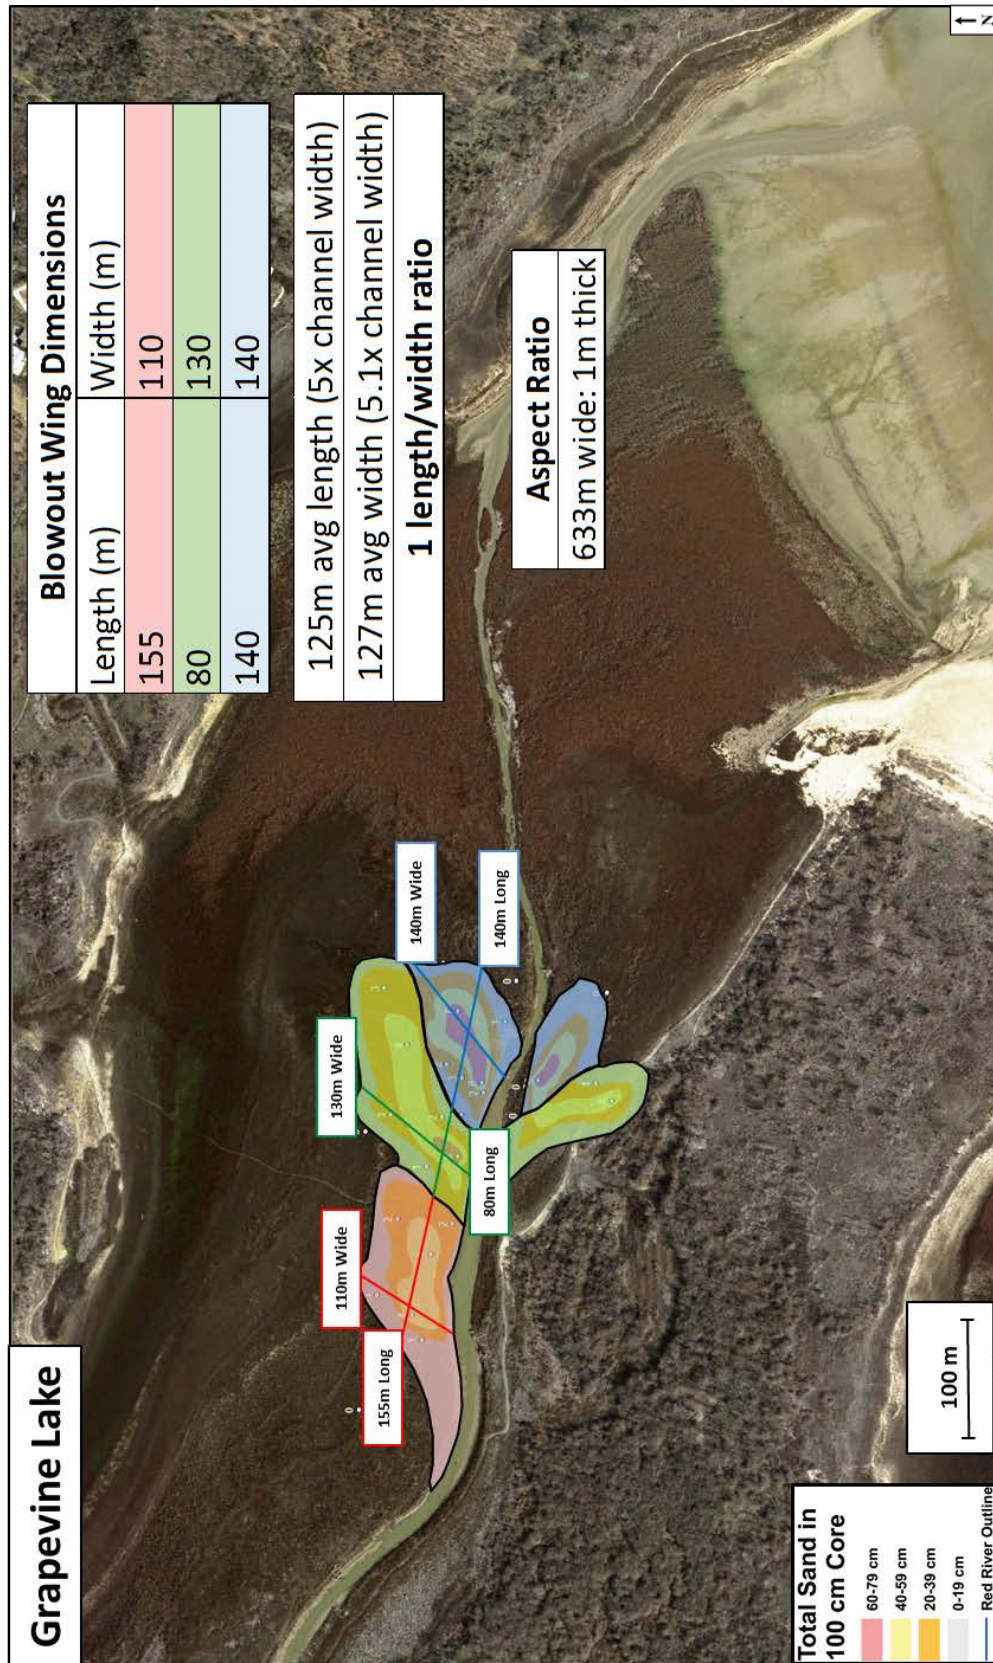 Grapevine Lake
Blowout Wing Dimensions
Length (m) Width (m)
155 110
80 130
140 140
125m avg length (5x channel width)
127m avg width (5.1x channel width)
1 length/width ratio
Aspect Ratio
633m wide: 1m thick
155m Long
110m Wide
130m Wide
80m Long
140m Wide
140m Long
Total Sand in
100 cm Core
60-79 cm
40-59 cm
20-39 cm
0-19 cm
Red River Outline
100 m
N